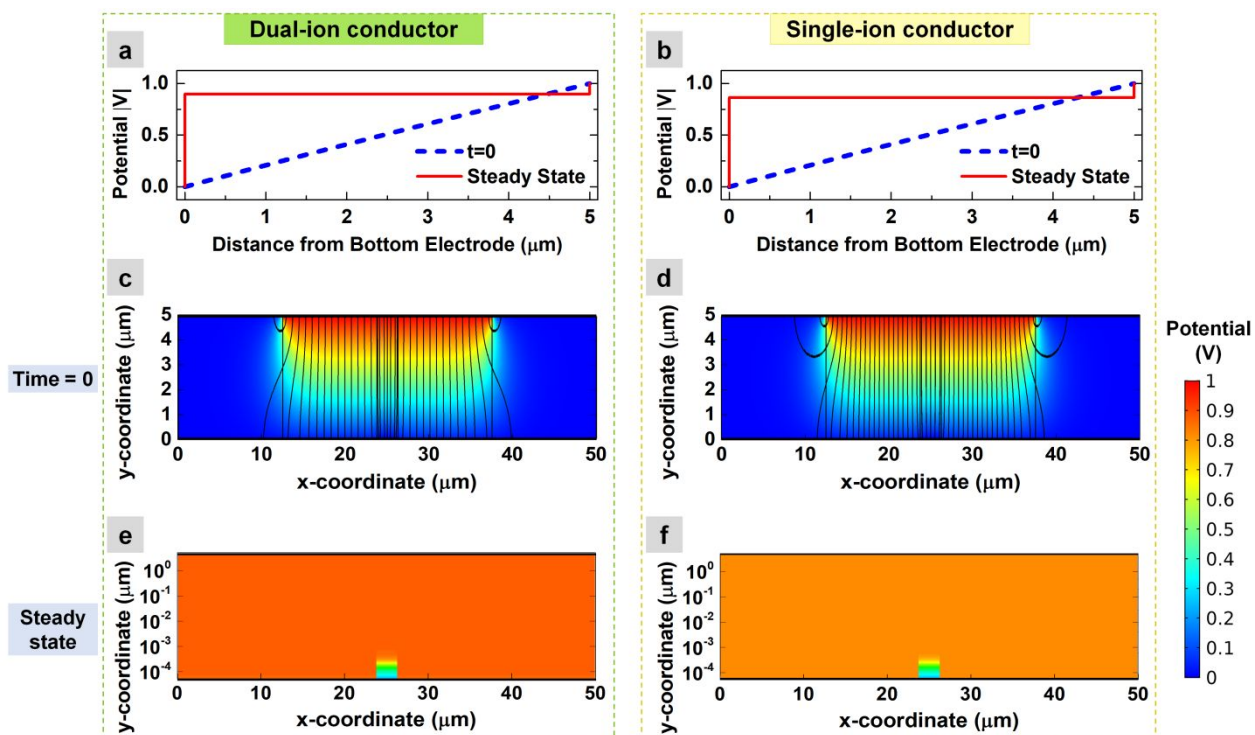 Dual-ion conductor
Single-ion conductor
a
Potential |V|
1.0
0.5
0.0
t=0
Steady State
0 1 2 3 4 5
Distance from Bottom Electrode (μm)
b
Potential |V|
1.0
0.5
0.0
t=0
Steady State
0 1 2 3 4 5
Distance from Bottom Electrode (μm)
Time = 0
c
y-coordinate (μm)
5
4
3
2
1
0
0 10 20 30 40 50
x-coordinate (μm)
d
y-coordinate (μm)
5
4
3
2
1
0
0 10 20 30 40 50
x-coordinate (μm)
Potential
(V)
1
0.9
0.8
0.7
0.6
0.5
0.4
0.3
0.2
0.1
0
Steady
state
e
y-coordinate (μm)
10⁰
10⁻¹
10⁻²
10⁻³
10⁻⁴
0 10 20 30 40 50
x-coordinate (μm)
f
y-coordinate (μm)
10⁰
10⁻¹
10⁻²
10⁻³
10⁻⁴
0 10 20 30 40 50
x-coordinate (μm)